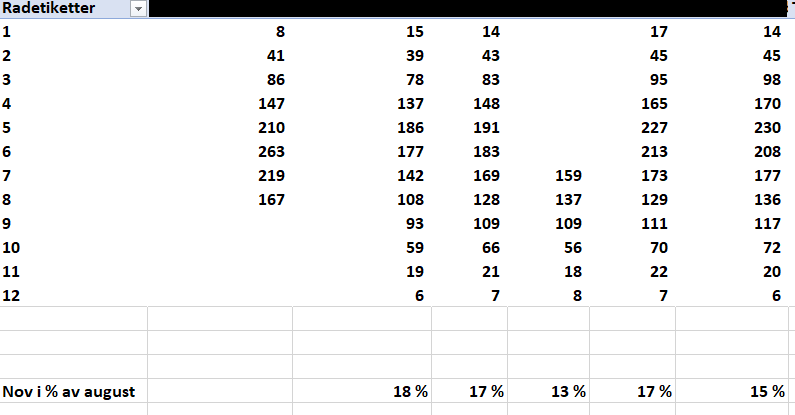 Radetiketter
1 8 15 14 17 14
2 41 39 43 45 45
3 86 78 83 95 98
4 147 137 148 165 170
5 210 186 191 227 230
6 263 177 183 213 208
7 219 142 169 159 173 177
8 167 108 128 137 129 136
9 93 109 109 111 117
10 59 66 56 70 72
11 19 21 18 22 20
12 6 7 8 7 6
Nov i % av august 18 % 17 % 13 % 17 % 15 %